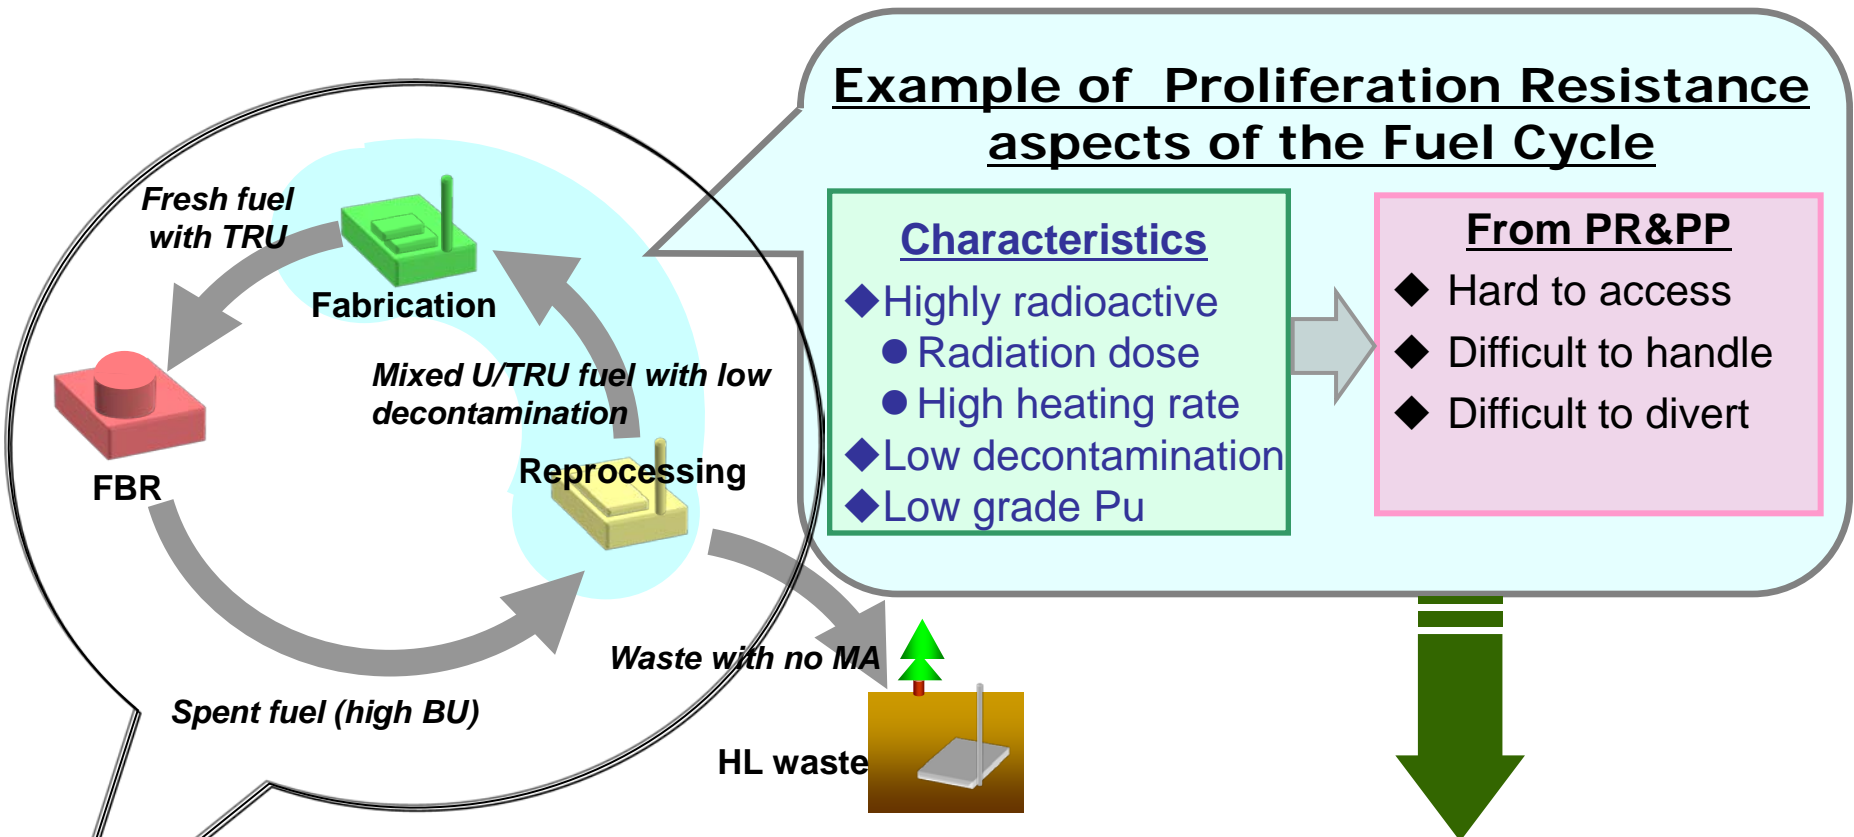 Example of Proliferation Resistance
aspects of the Fuel Cycle
Fresh fuel
with TRU
Fabrication
Mixed U/TRU fuel with low
decontamination
FBR
Reprocessing
Waste with no MA
Spent fuel (high BU)
HL waste
Characteristics
◆Highly radioactive
●Radiation dose
●High heating rate
◆Low decontamination
◆Low grade Pu
From PR&PP
◆ Hard to access
◆ Difficult to handle
◆ Difficult to divert